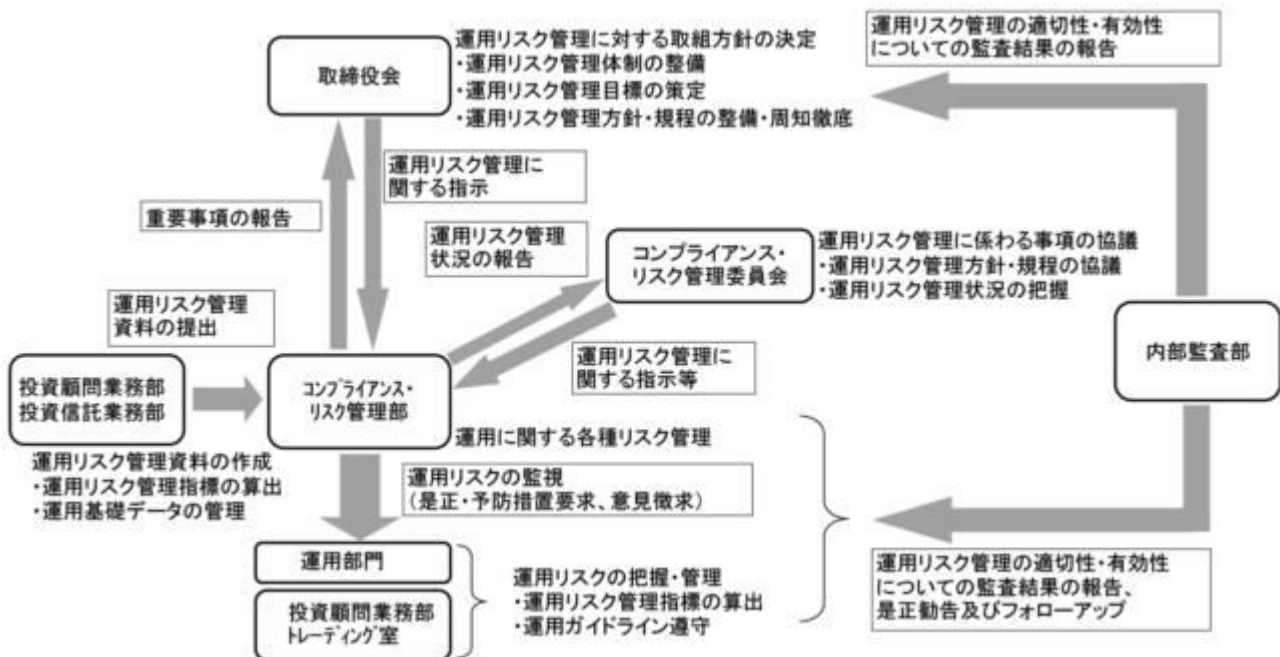 取締役会
運用リスク管理に対する取組方針の決定
・運用リスク管理体制の整備
・運用リスク管理目標の策定
・運用リスク管理方針・規程の整備・周知徹底
運用リスク管理の適切性・有効性
についての監査結果の報告
運用リスク管理に
関する指示
重要事項の報告
運用リスク管理
状況の報告
コンプライアンス・
リスク管理委員会
運用リスク管理に係わる事項の協議
・運用リスク管理方針・規程の協議
・運用リスク管理状況の把握
運用リスク管理
資料の提出
運用リスク管理に
関する指示等
内部監査部
投資顧問業務部
投資信託業務部
コンプライアンス・
リスク管理部
運用に関する各種リスク管理
運用リスク管理資料の作成
・運用リスク管理指標の算出
・運用基礎データの管理
運用リスクの監視
(是正・予防措置要求、意見徴求)
運用部門
投資顧問業務部
トレーディング室
運用リスクの把握・管理
・運用リスク管理指標の算出
・運用ガイドライン遵守
運用リスク管理の適切性・有効性
についての監査結果の報告、
是正勧告及びフォローアップ